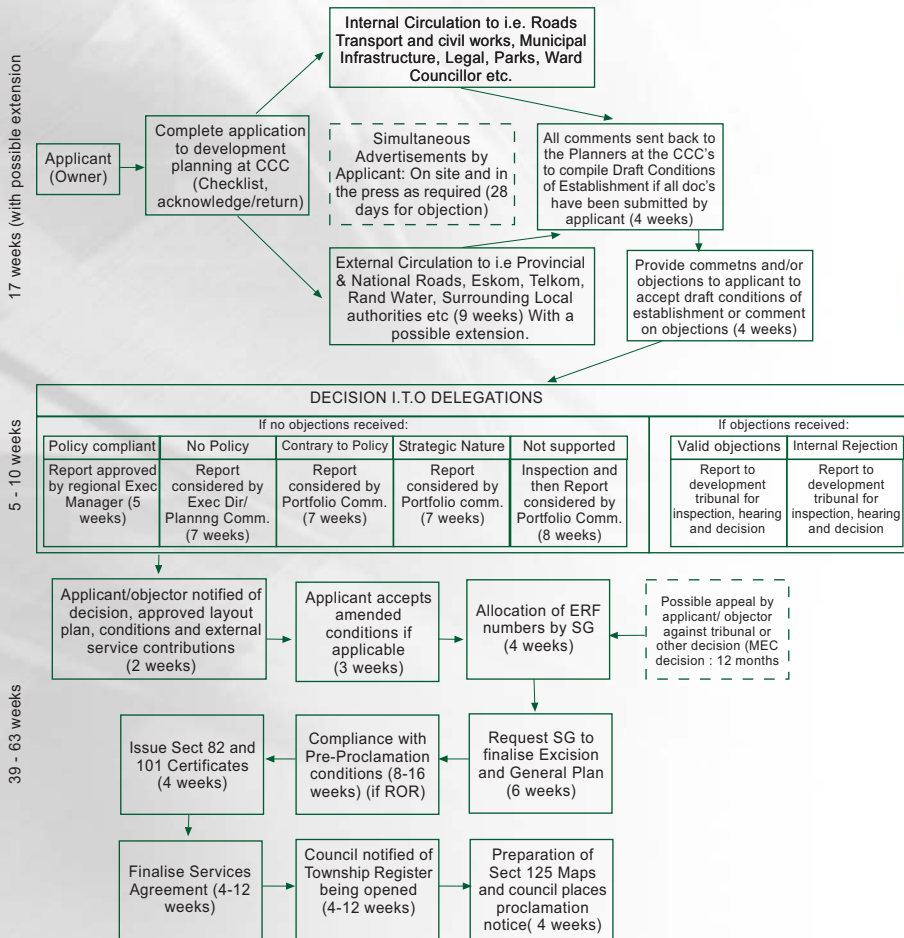 17 weeks (with possible extension
Applicant
(Owner)
Complete application
to development
planning at CCC
(Checklist,
acknowledge/return)
Internal Circulation to i.e. Roads
Transport and civil works, Municipal
Infrastructure, Legal, Parks, Ward
Councillor etc.
Simultaneous
Advertisements by
Applicant: On site and in
the press as required (28
days for objection)
External Circulation to i.e Provincial
& National Roads, Eskom, Telkom,
Rand Water, Surrounding Local
authorities etc (9 weeks) With a
possible extension.
All comments sent back to
the Planners at the CCC's
to compile Draft Conditions
of Establishment if all doc's
have been submitted by
applicant (4 weeks)
Provide commetns and/or
objections to applicant to
accept draft conditions of
establishment or comment
on objections (4 weeks)
5 - 10 weeks
DECISION I.T.O DELEGATIONS
If no objections received:
Policy compliant
Report approved
by regional Exec
Manager (5
weeks)
No Policy
Report
considered by
Exec Dir/
Plannng Comm.
(7 weeks)
Contrary to Policy
Report
considered by
Portfolio Comm.
(7 weeks)
Strategic Nature
Report
considered by
Portfolio comm.
(7 weeks)
Not supported
Inspection and
then Report
considered by
Portfolio Comm.
(8 weeks)
If objections received:
Valid objections
Report to
development
tribunal for
inspection, hearing
and decision
Internal Rejection
Report to
development
tribunal for
inspection, hearing
and decision
39 - 63 weeks
Applicant/objector notified of
decision, approved layout
plan, conditions and external
service contributions
(2 weeks)
Applicant accepts
amended
conditions if
applicable
(3 weeks)
Allocation of ERF
numbers by SG
(4 weeks)
Possible appeal by
applicant/ objector
against tribunal or
other decision (MEC
decision : 12 months
Request SG to
finalise Excision
and General Plan
(6 weeks)
Compliance with
Pre-Proclamation
conditions (8-16
weeks) (if ROR)
Issue Sect 82 and
101 Certificates
(4 weeks)
Finalise Services
Agreement (4-12
weeks)
Council notified of
Township Register
being opened
(4-12 weeks)
Preparation of
Sect 125 Maps
and council places
proclamation
notice( 4 weeks)